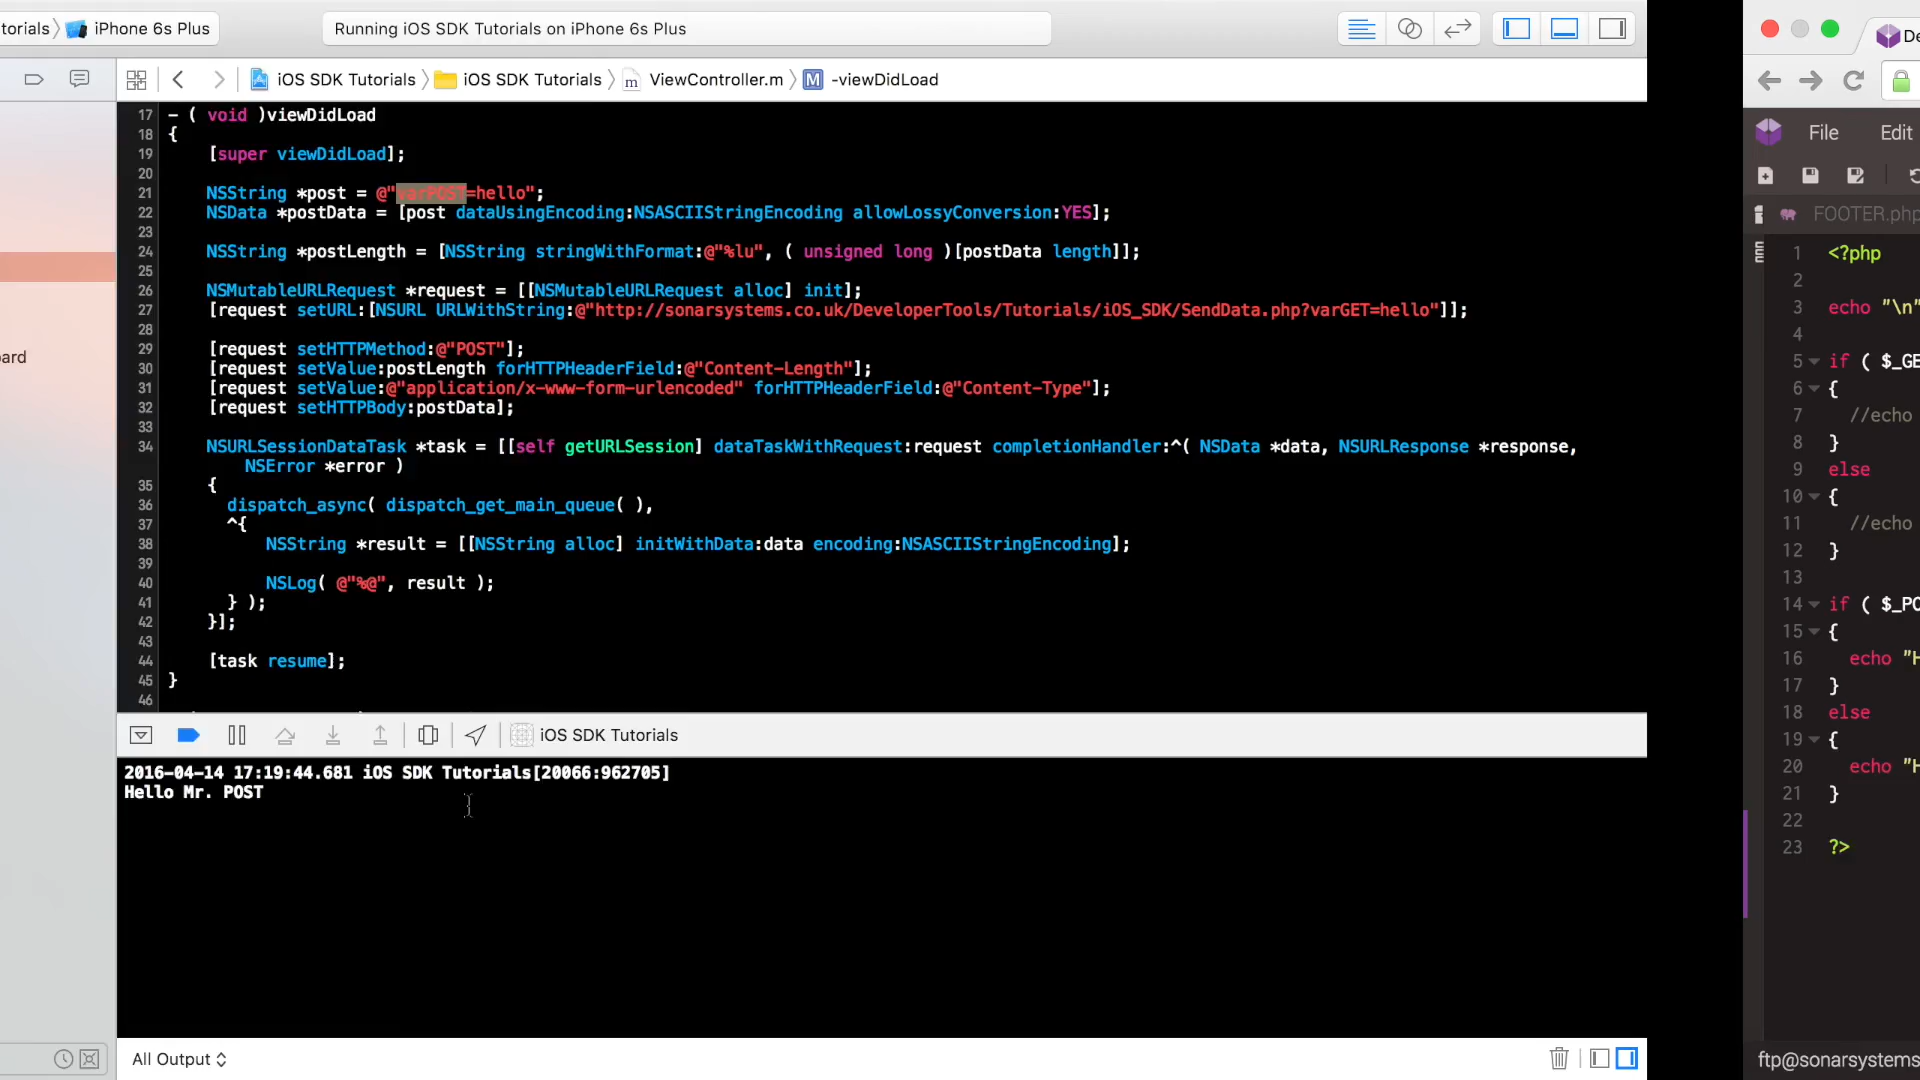 torials iPhone 6s Plus
Running iOS SDK Tutorials on iPhone 6s Plus
iOS SDK Tutorials iOS SDK Tutorials ViewController.m M -viewDidLoad
17 - ( void )viewDidLoad
18 {
19 [super viewDidLoad];
20
21 NSString *post = @"varPOST=hello";
22 NSData *postData = [post dataUsingEncoding:NSASCIIStringEncoding allowLossyConversion:YES];
23
24 NSString *postLength = [NSString stringWithFormat:@"%lu", ( unsigned long )[postData length]];
25
26 NSMutableURLRequest *request = [[NSMutableURLRequest alloc] init];
27 [request setURL:[NSURL URLWithString:@"http://sonarsystems.co.uk/DeveloperTools/Tutorials/iOS_SDK/SendData.php?varGET=hello"]];
28
29 [request setHTTPMethod:@"POST"];
30 [request setValue:postLength forHTTPHeaderField:@"Content-Length"];
31 [request setValue:@"application/x-www-form-urlencoded" forHTTPHeaderField:@"Content-Type"];
32 [request setHTTPBody:postData];
33
34 NSURLSessionDataTask *task = [[self getURLSession] dataTaskWithRequest:request completionHandler:^( NSData *data, NSURLResponse *response,
NSError *error )
35 {
36 dispatch_async( dispatch_get_main_queue( ),
37 ^{
38 NSString *result = [[NSString alloc] initWithData:data encoding:NSASCIIStringEncoding];
39
40 NSLog( @"%@", result );
41 } );
42 }];
43
44 [task resume];
45 }
46
ard
iOS SDK Tutorials
2016-04-14 17:19:44.681 iOS SDK Tutorials[20066:962705]
Hello Mr. POST
All Output
De
File Edit
FOOTER.php
1 <?php
2
3 echo "\n"
4
5 if ( $_GE
6 {
7 //echo
8 }
9 else
10 {
11 //echo
12 }
13
14 if ( $_PO
15 {
16 echo "H
17 }
18 else
19 {
20 echo "H
21 }
22
23 ?>
ftp@sonarsystems